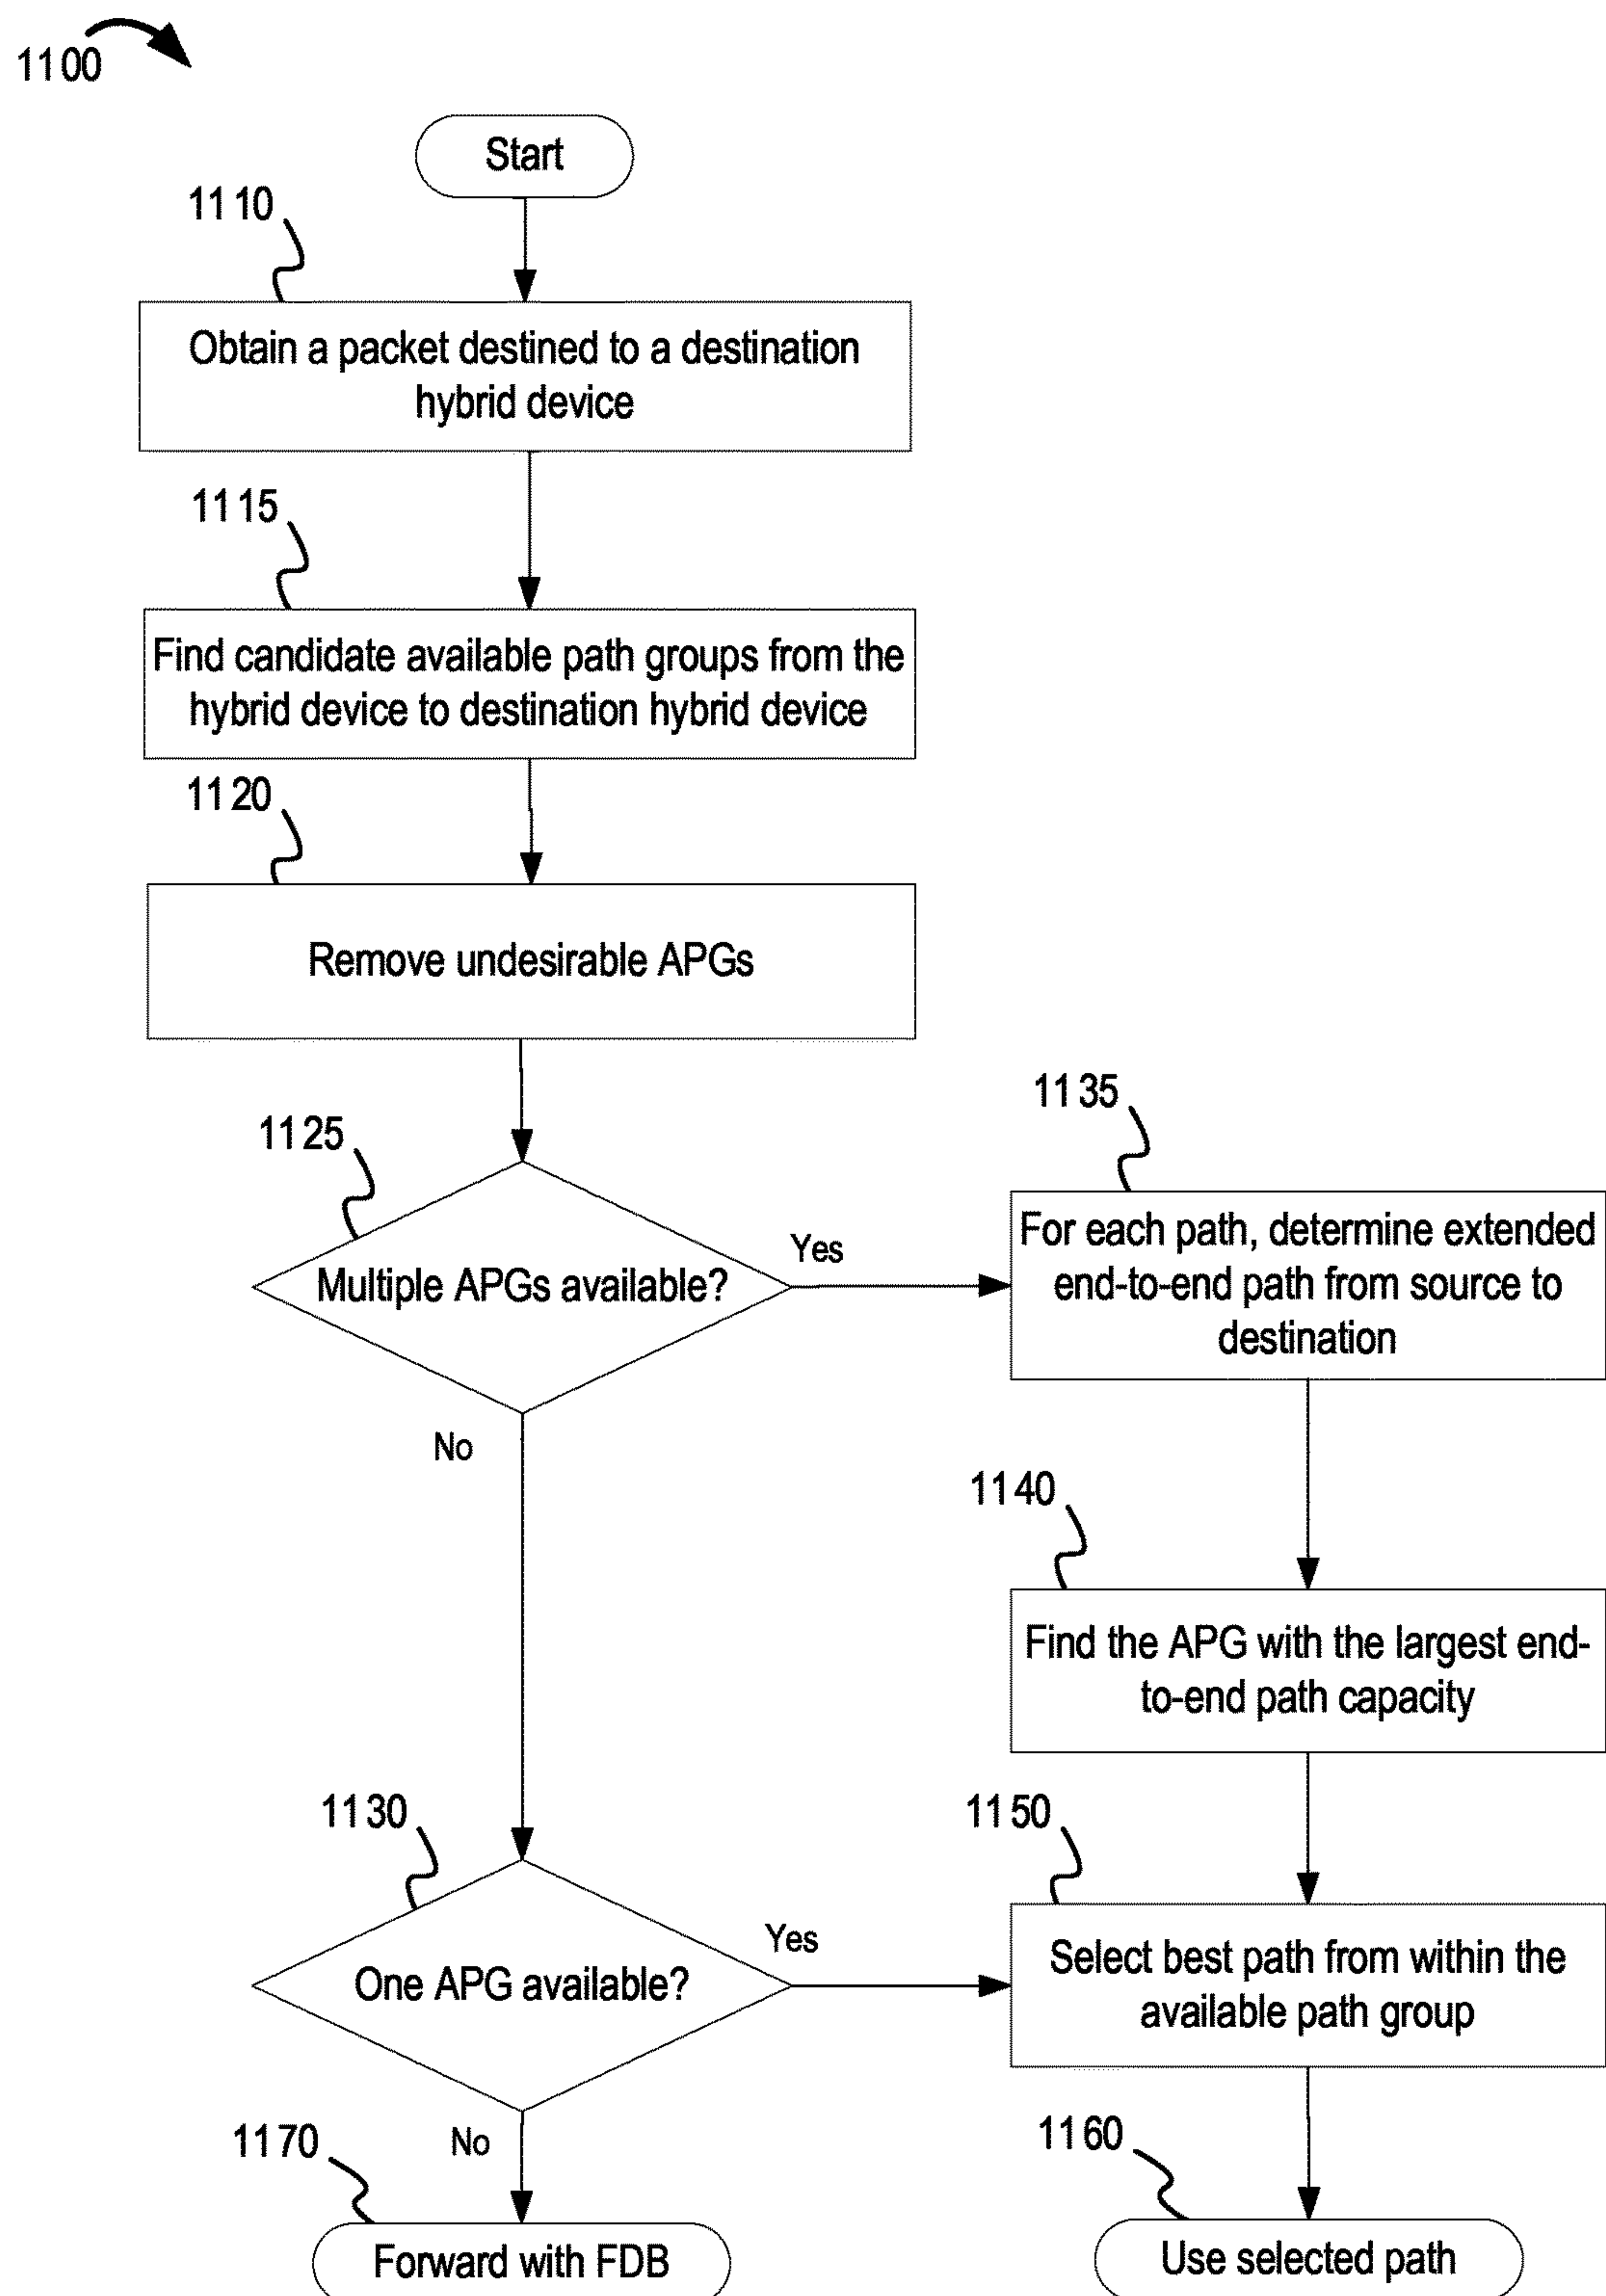 1100
Start
1110
Obtain a packet destined to a destination
hybrid device
1115
Find candidate available path groups from the
hybrid device to destination hybrid device
1120
Remove undesirable APGs
1125
Multiple APGs available?
Yes
No
1135
For each path, determine extended
end-to-end path from source to
destination
1140
Find the APG with the largest end-
to-end path capacity
1130
One APG available?
Yes
No
1150
Select best path from within the
available path group
1170
Forward with FDB
1160
Use selected path